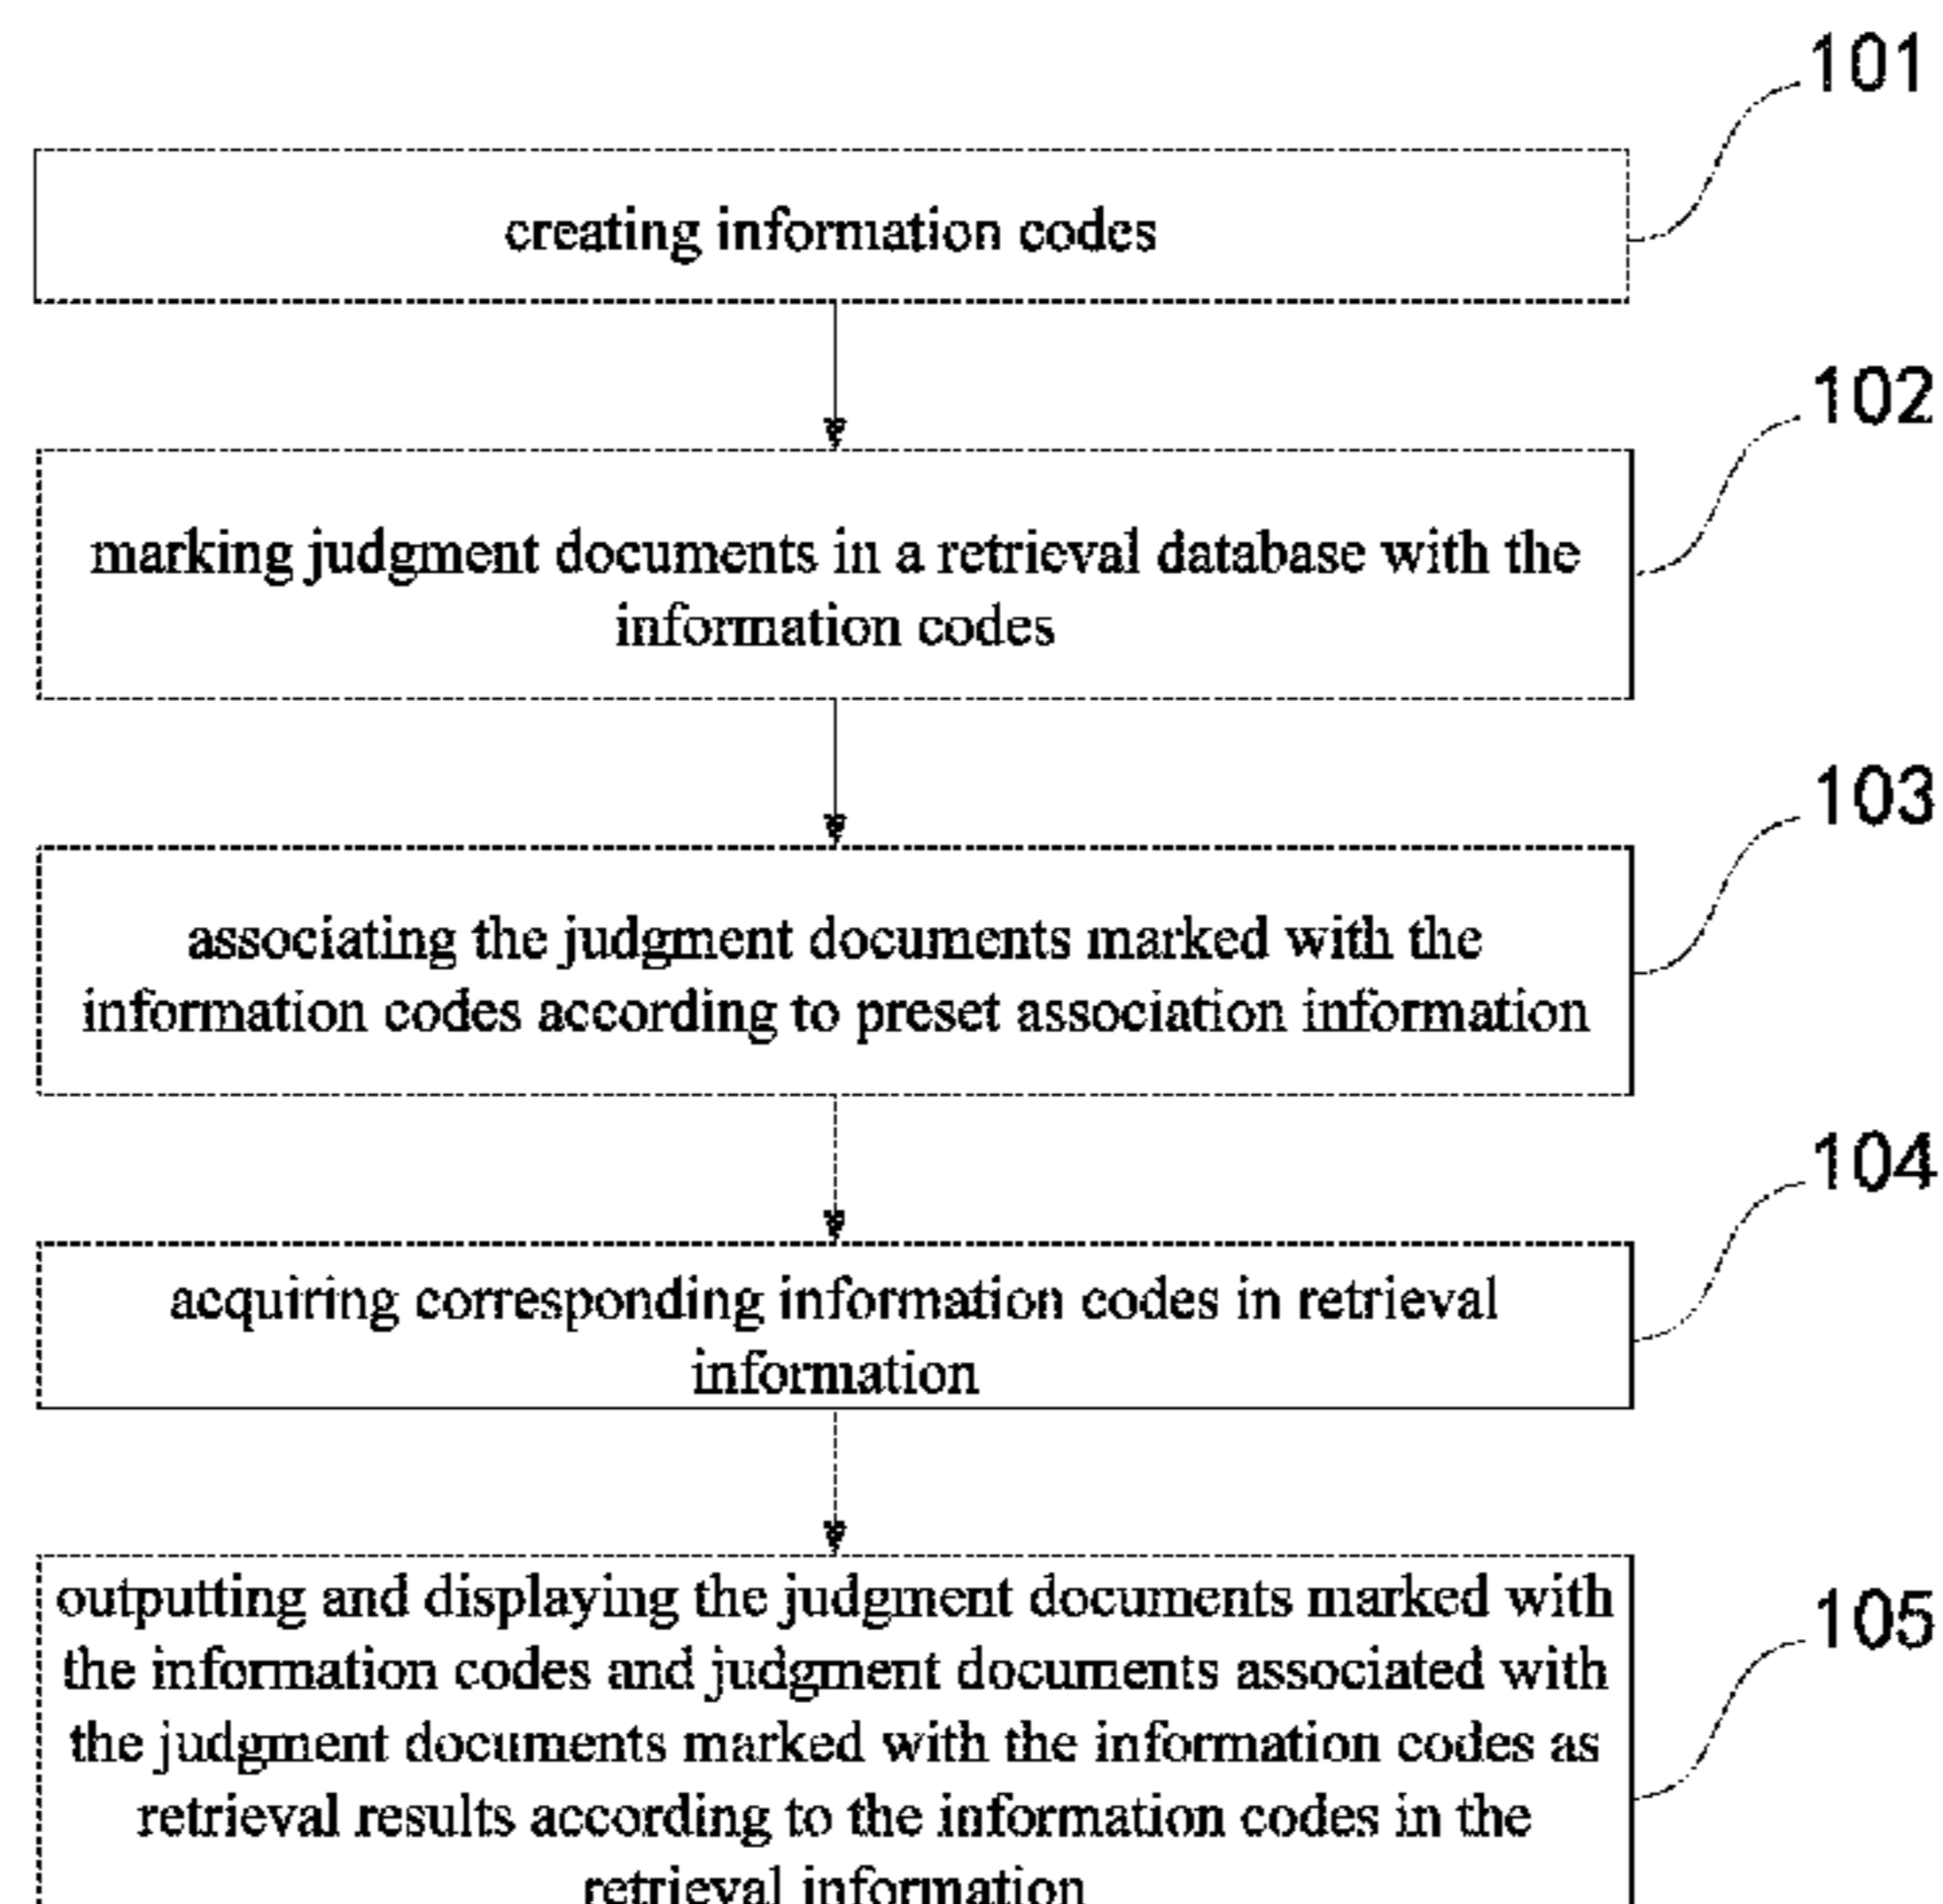 101
creating information codes
102
marking judgment documents in a retrieval database with the
information codes
103
associating the judgment documents marked with the
information codes according to preset association information
104
acquiring corresponding information codes in retrieval
information
105
outputting and displaying the judgment documents marked with
the information codes and judgment documents associated with
the judgment documents marked with the information codes as
retrieval results according to the information codes in the
retrieval information